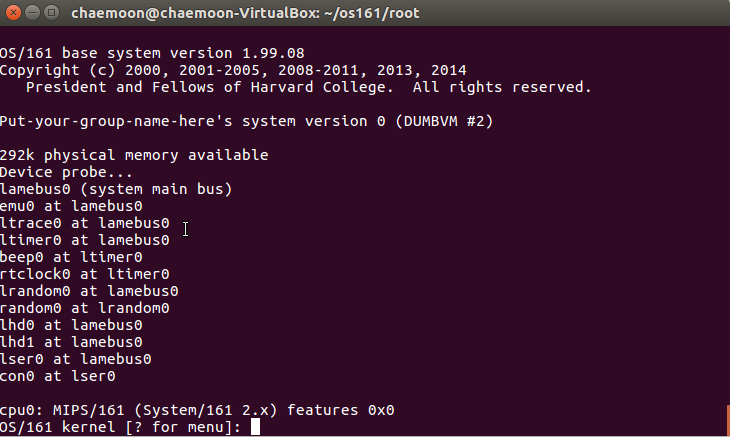 chaemoon@chaemoon-VirtualBox: ~/os161/root
OS/161 base system version 1.99.08
Copyright (c) 2000, 2001-2005, 2008-2011, 2013, 2014
President and Fellows of Harvard College.  All rights reserved.
Put-your-group-name-here's system version 0 (DUMBVM #2)
292k physical memory available
Device probe...
lamebus0 (system main bus)
emu0 at lamebus0
ltrace0 at lamebus0
ltimer0 at lamebus0
beep0 at ltimer0
rtclock0 at ltimer0
lrandom0 at lamebus0
random0 at lrandom0
lhd0 at lamebus0
lhd1 at lamebus0
lser0 at lamebus0
con0 at lser0
cpu0: MIPS/161 (System/161 2.x) features 0x0
OS/161 kernel [? for menu]: